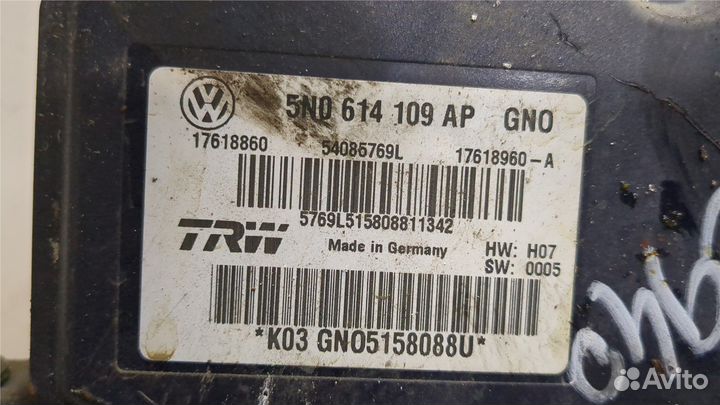 5N0 614 109 AP GNO
17618860 54086769L 17618960-A
5769L515808811342
TRW Made in Germany HW: H07
SW: 0005
*K03 GNO5158088U*
Avito